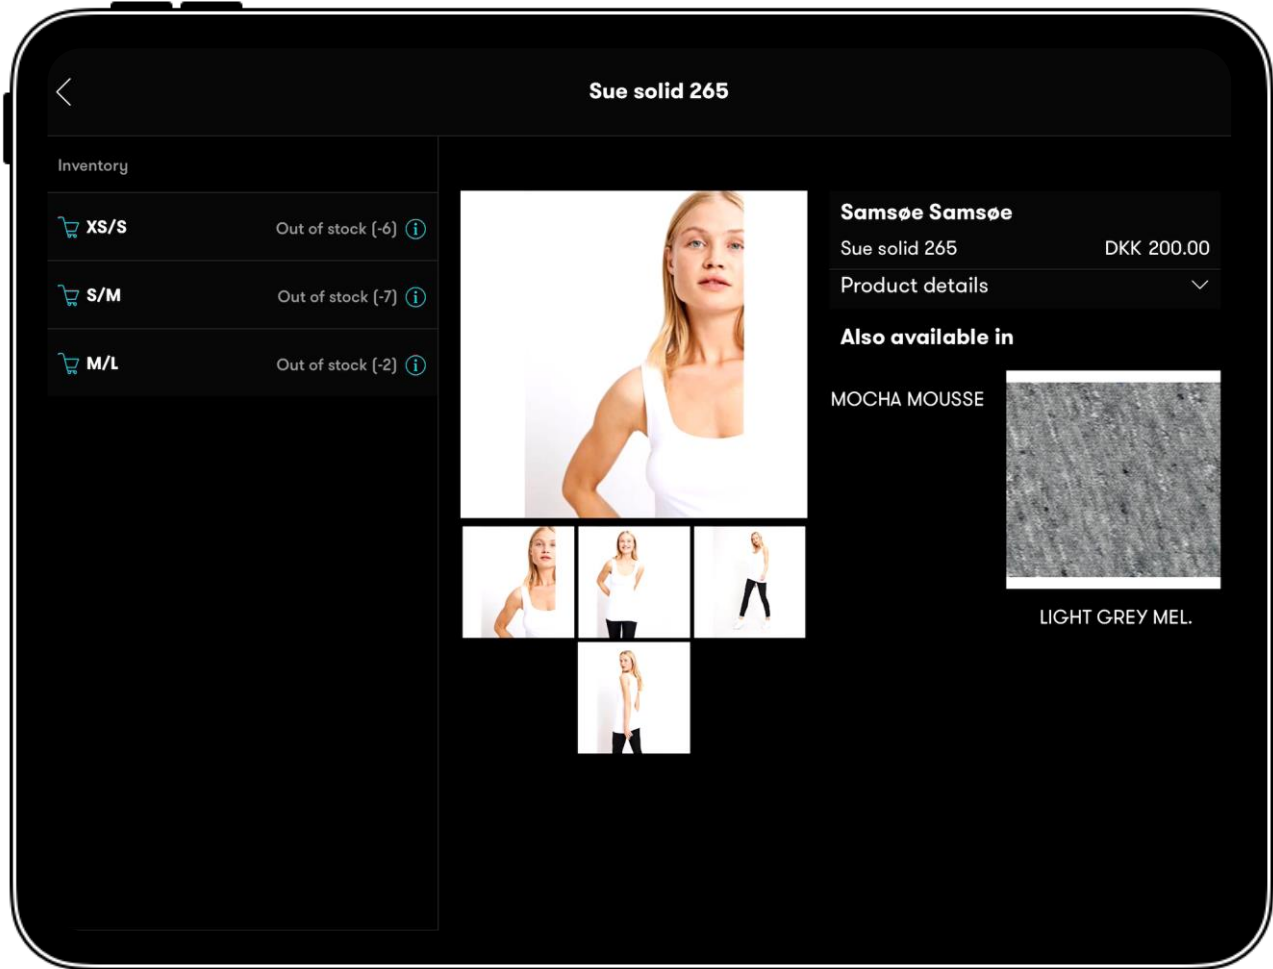 Sue solid 265
Inventory
XS/S Out of stock (-6)
S/M Out of stock (-7)
M/L Out of stock (-2)
Samsøe Samsøe
Sue solid 265 DKK 200.00
Product details
Also available in
MOCHA MOUSSE
LIGHT GREY MEL.